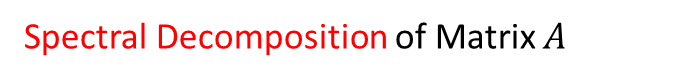 Spectral Decomposition of Matrix A